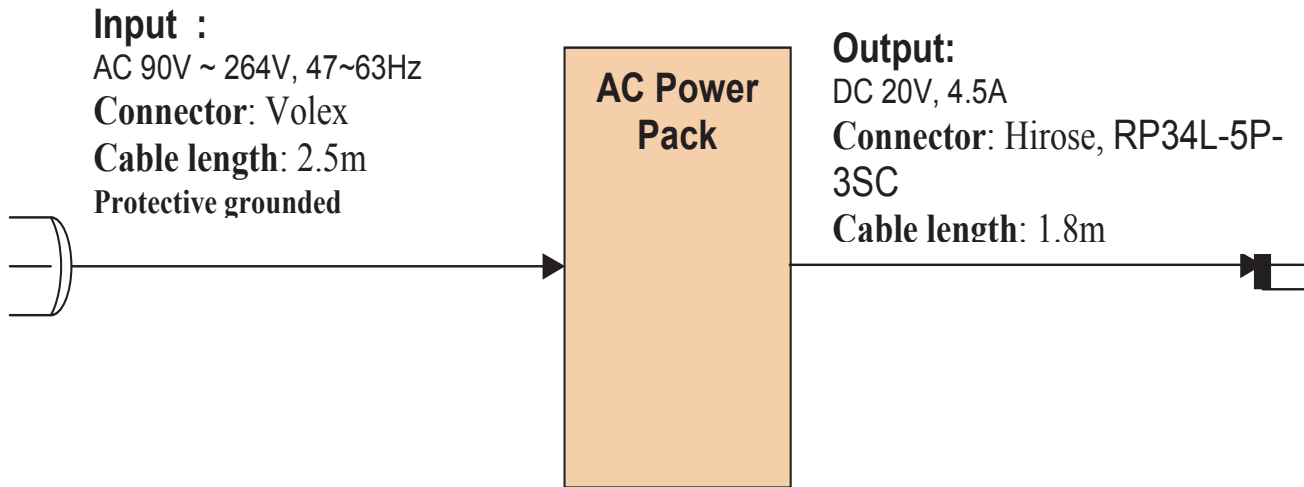 Input :
AC 90V ~ 264V, 47~63Hz
Connector: Volex
Cable length: 2.5m
Protective grounded
AC Power
Pack
Output:
DC 20V, 4.5A
Connector: Hirose, RP34L-5P-
3SC
Cable length: 1.8m